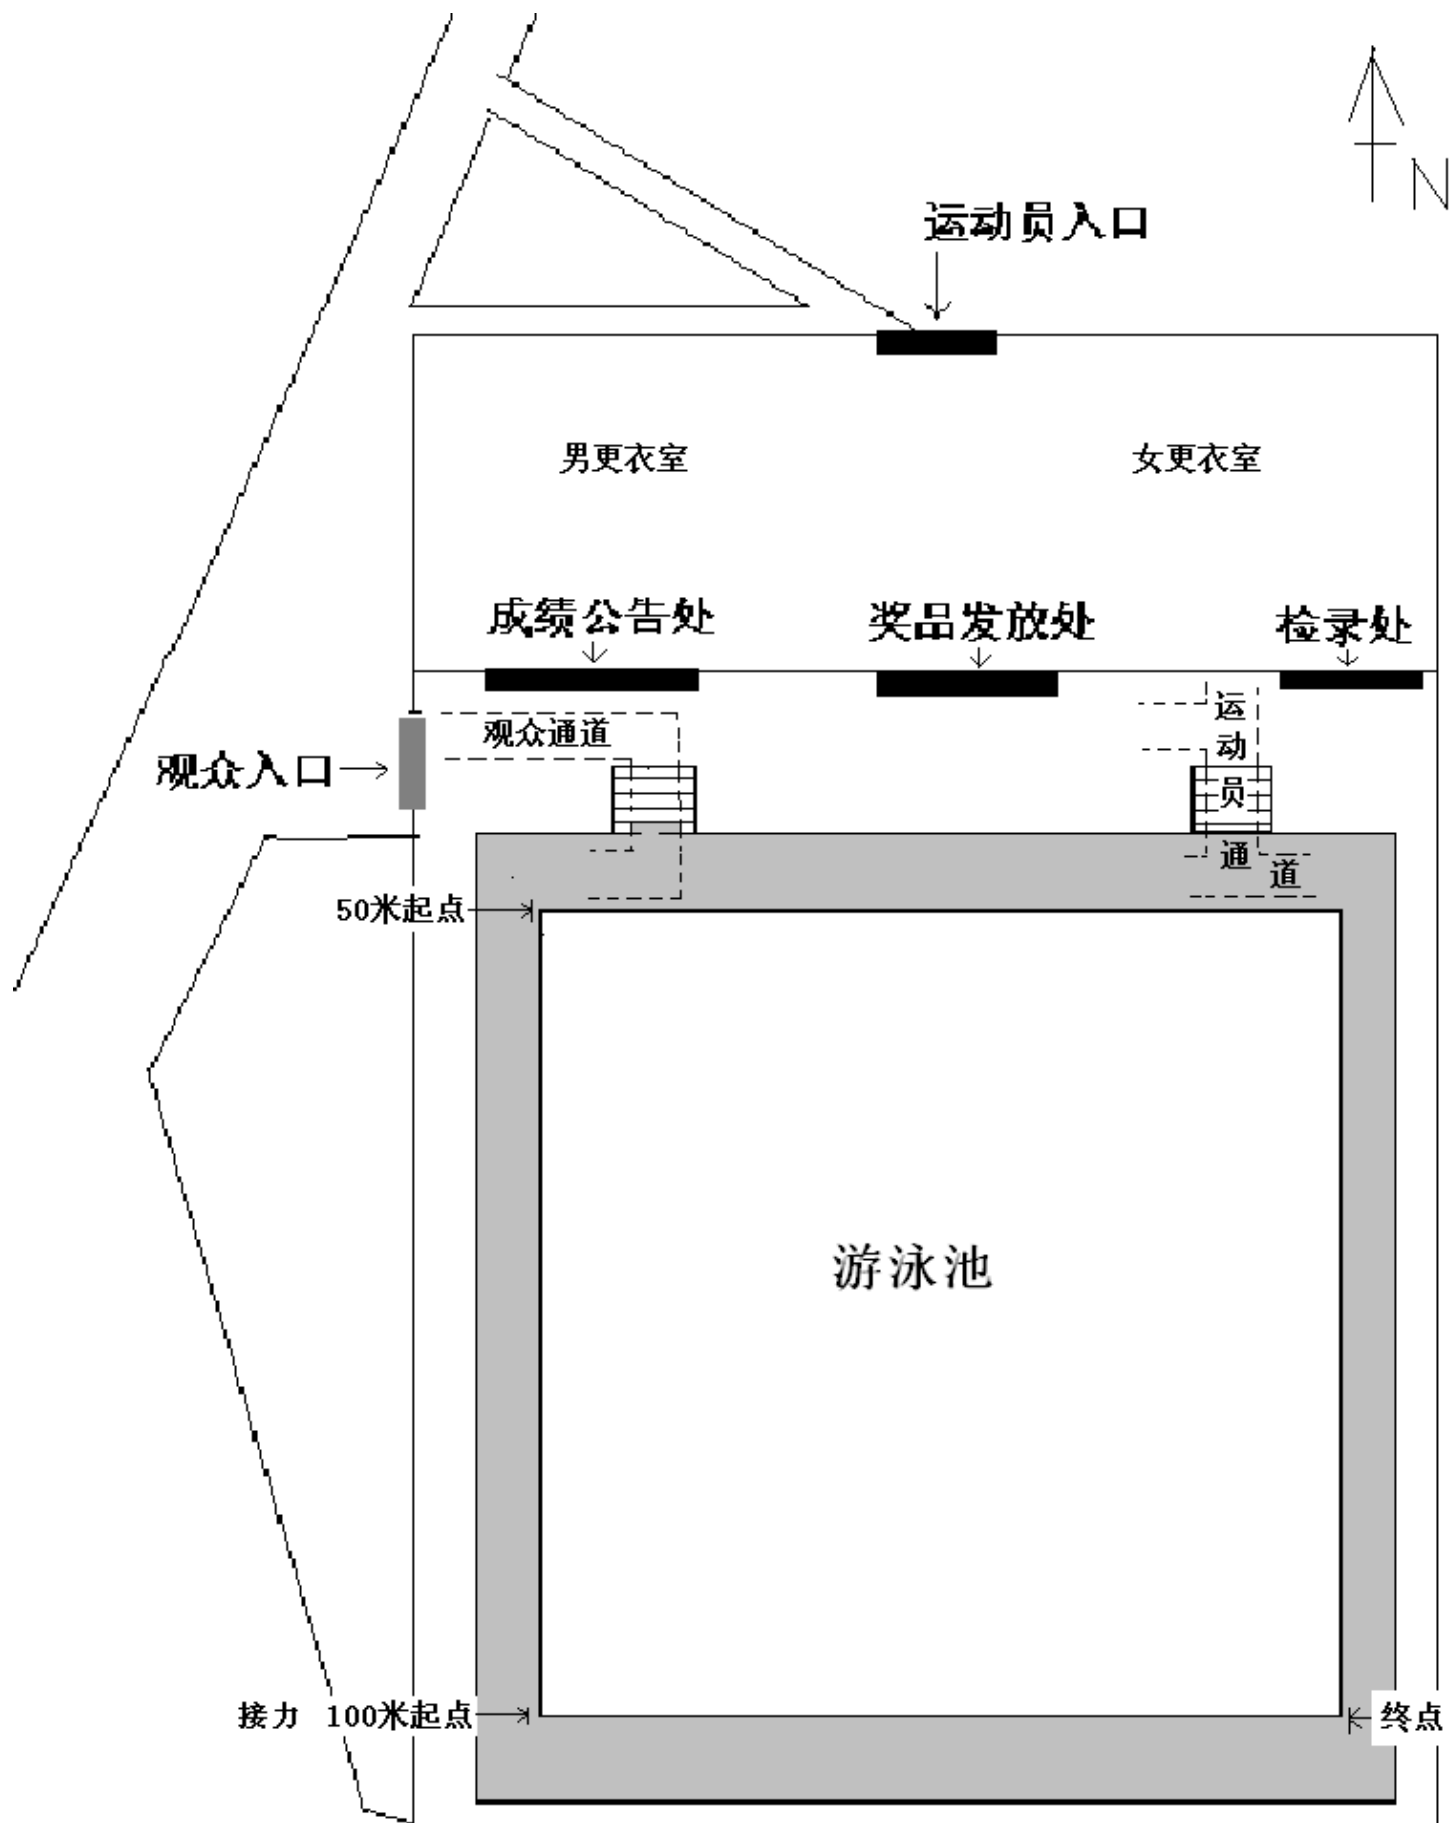 N
运动员入口
男更衣室 女更衣室
成绩公告处 奖品发放处 检录处
观众通道
运动员通道
观众入口
50米起点
游泳池
接力 100米起点
终点